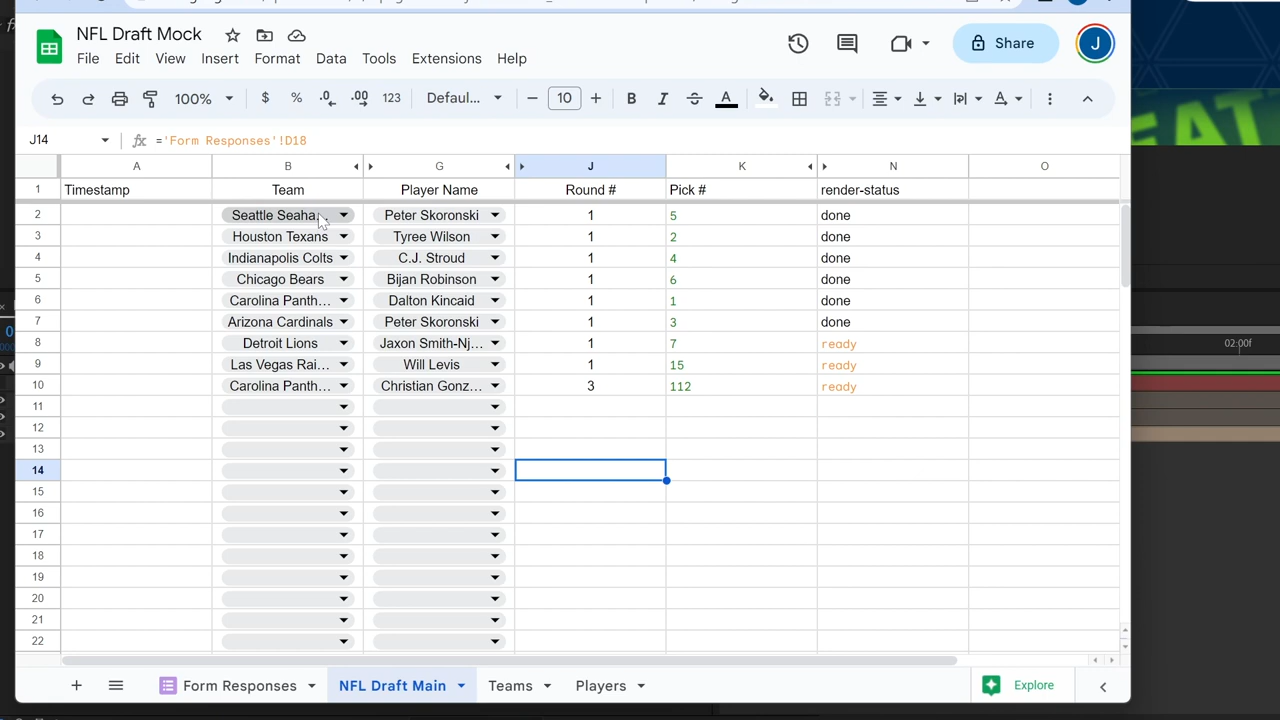 NFL Draft Mock
File Edit View Insert Format Data Tools Extensions Help
Share
J
100% $ % .0 .00 123 Defaul... 10 B I S A
J14 fx ='Form Responses'!D18
A B G J K N O
1 Timestamp Team Player Name Round # Pick # render-status
2 Seattle Seaha... Peter Skoronski 1 5 done
3 Houston Texans Tyree Wilson 1 2 done
4 Indianapolis Colts C.J. Stroud 1 4 done
5 Chicago Bears Bijan Robinson 1 6 done
6 Carolina Panth... Dalton Kincaid 1 1 done
7 Arizona Cardinals Peter Skoronski 1 3 done
8 Detroit Lions Jaxon Smith-Nj... 1 7 ready
9 Las Vegas Rai... Will Levis 1 15 ready
10 Carolina Panth... Christian Gonz... 3 112 ready
11
12
13
14
15
16
17
18
19
20
21
22
Form Responses NFL Draft Main Teams Players Explore
EAT
02:00f